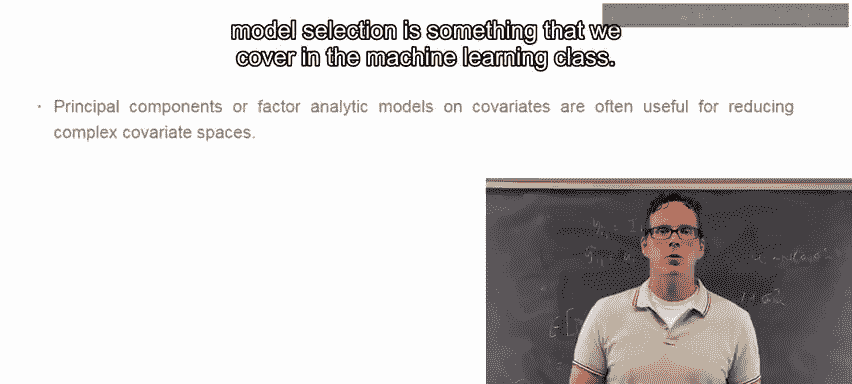 model selection is something that we
cover in the machine learning class.
· Principal components or factor analytic models on covariates are often useful for reducing
complex covariate spaces.